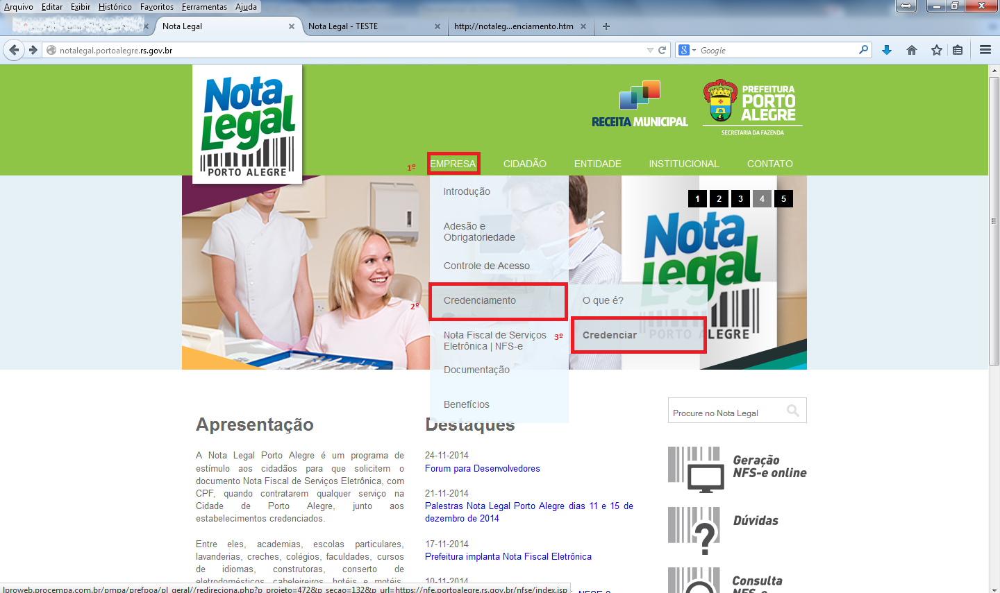 Arquivo Editar Exibir Histórico Favoritos Ferramentas Ajuda
Nota Legal
Nota Legal - TESTE
http://notaleg...enciamento.htm
notalegal.portoalegre.rs.gov.br
Google
Nota
Legal
PORTO ALEGRE
RECEITA MUNICIPAL
PREFEITURA
PORTO
ALEGRE
SECRETARIA DA FAZENDA
1º
EMPRESA
CIDADÃO
ENTIDADE
INSTITUCIONAL
CONTATO
Introdução
1 2 3 4 5
Adesão e
Obrigatoriedade
Controle de Acesso
2º
Credenciamento
O que é?
Nota Fiscal de Serviços
Eletrônica | NFS-e
3º
Credenciar
Documentação
Benefícios
Nota
Legal
ALEGRE
Apresentação
A Nota Legal Porto Alegre é um programa de
estímulo aos cidadãos para que solicitem o
documento Nota Fiscal de Serviços Eletrônica, com
CPF, quando contratarem qualquer serviço na
Cidade de Porto Alegre, junto aos
estabelecimentos credenciados.
Entre eles, academias, escolas particulares,
lavanderias, creches, colégios, faculdades, cursos
de idiomas, construtoras, conserto de
eletrodomésticos, cabeleireiros, hotéis e motéis,
Destaques
24-11-2014
Forum para Desenvolvedores
21-11-2014
Palestras Nota Legal Porto Alegre dias 11 e 15 de
dezembro de 2014
17-11-2014
Prefeitura implanta Nota Fiscal Eletrônica
10-11-2014
Procure no Nota Legal
Geração
NFS-e online
Dúvidas
Consulta
NFS-e
lproweb.procempa.com.br/pmpa/prefpoa/pl_geral//redireciona.php?p_projeto=472&p_secao=132&p_url=https://nfe.portoalegre.rs.gov.br/nfse/index.jsp